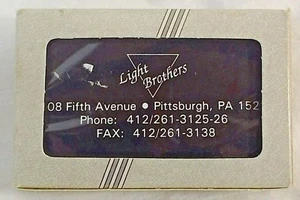 Light
Brothers
08 Fifth Avenue • Pittsburgh, PA 152
Phone: 412/261-3125-26
FAX: 412/261-3138